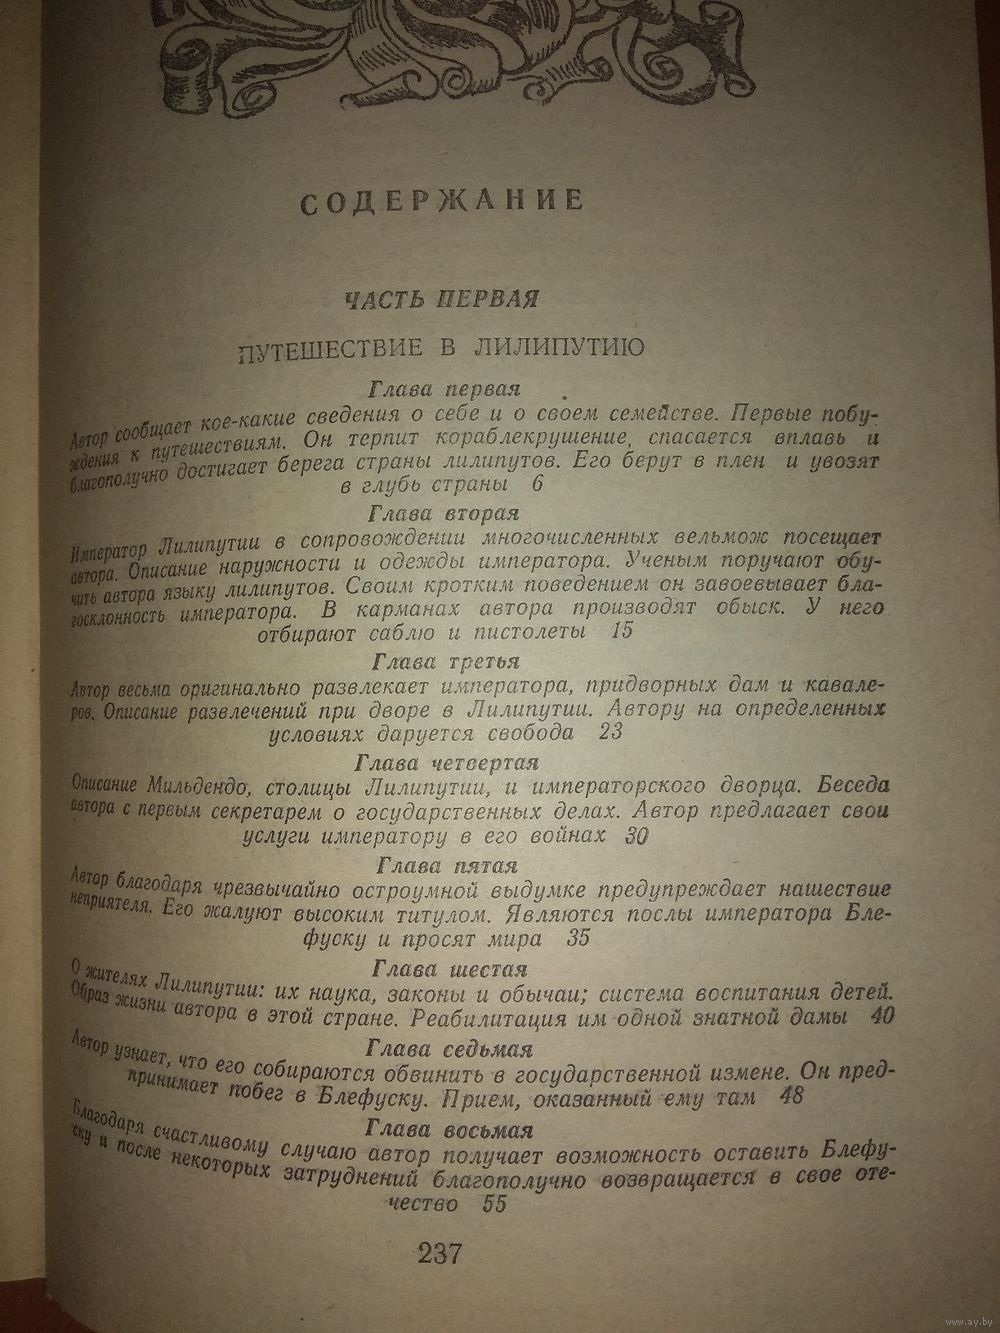 СОДЕРЖАНИЕ
ЧАСТЬ ПЕРВАЯ
ПУТЕШЕСТВИЕ В ЛИЛИПУТИЮ
Глава первая
Автор сообщает кое-какие сведения о себе и о своем семействе. Первые побу-
ждения к путешествиям. Он терпит кораблекрушение, спасается вплавь и
благополучно достигает берега страны лилипутов. Его берут в плен и увозят
в глубь страны 6
Глава вторая
Император Лилипутии в сопровождении многочисленных вельмож посещает
автора. Описание наружности и одежды императора. Ученым поручают обу-
чить автора языку лилипутов. Своим кротким поведением он завоевывает бла-
госклонность императора. В карманах автора производят обыск. У него
отбирают саблю и пистолеты 15
Глава третья
Автор весьма оригинально развлекает императора, придворных дам и кавале-
ров. Описание развлечений при дворе в Лилипутии. Автору на определенных
условиях даруется свобода 23
Глава четвертая
Описание Мильдендо, столицы Лилипутии, и императорского дворца. Беседа
автора с первым секретарем о государственных делах. Автор предлагает свои
услуги императору в его войнах 30
Глава пятая
Автор благодаря чрезвычайно остроумной выдумке предупреждает нашествие
неприятеля. Его жалуют высоким титулом. Являются послы императора Бле-
фуску и просят мира 35
Глава шестая
О жителях Лилипутии: их наука, законы и обычаи; система воспитания детей.
Образ жизни автора в этой стране. Реабилитация им одной знатной дамы 40
Глава седьмая
Автор узнает, что его собираются обвинить в государственной измене. Он пред-
принимает побег в Блефуску. Прием, оказанный ему там 48
Глава восьмая
Благодаря счастливому случаю автор получает возможность оставить Блефу-
ску и после некоторых затруднений благополучно возвращается в свое оте-
чество 55
237
www.ay.by